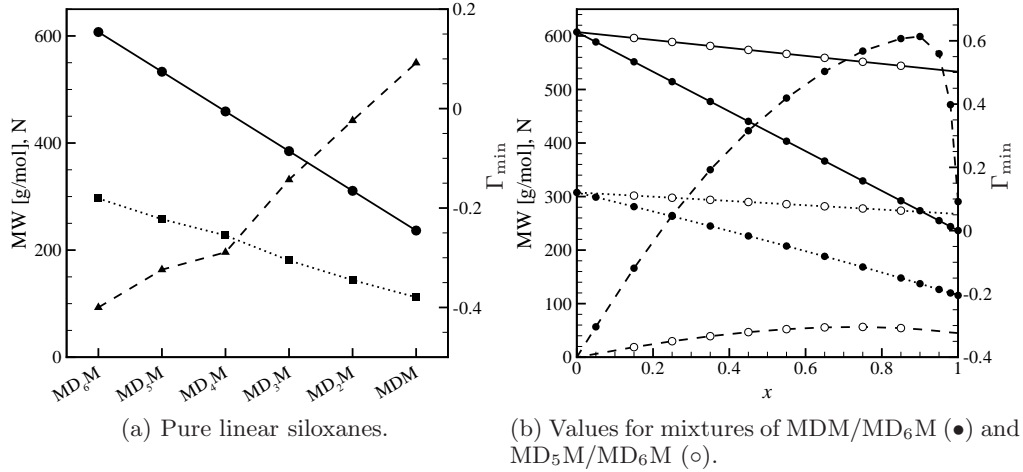 600
400
200
0
MW [g/mol], N
0.2
0
-0.2
-0.4
Γmin
MD₆M
MD₅M
MD₄M
MD₃M
MD₂M
MDM
(a) Pure linear siloxanes.
600
500
400
300
200
100
0
MW [g/mol], N
0.6
0.4
0.2
0
-0.2
-0.4
Γmin
0
0.2
0.4
0.6
0.8
1
x
(b) Values for mixtures of MDM/MD₆M (●) and
MD₅M/MD₆M (○).